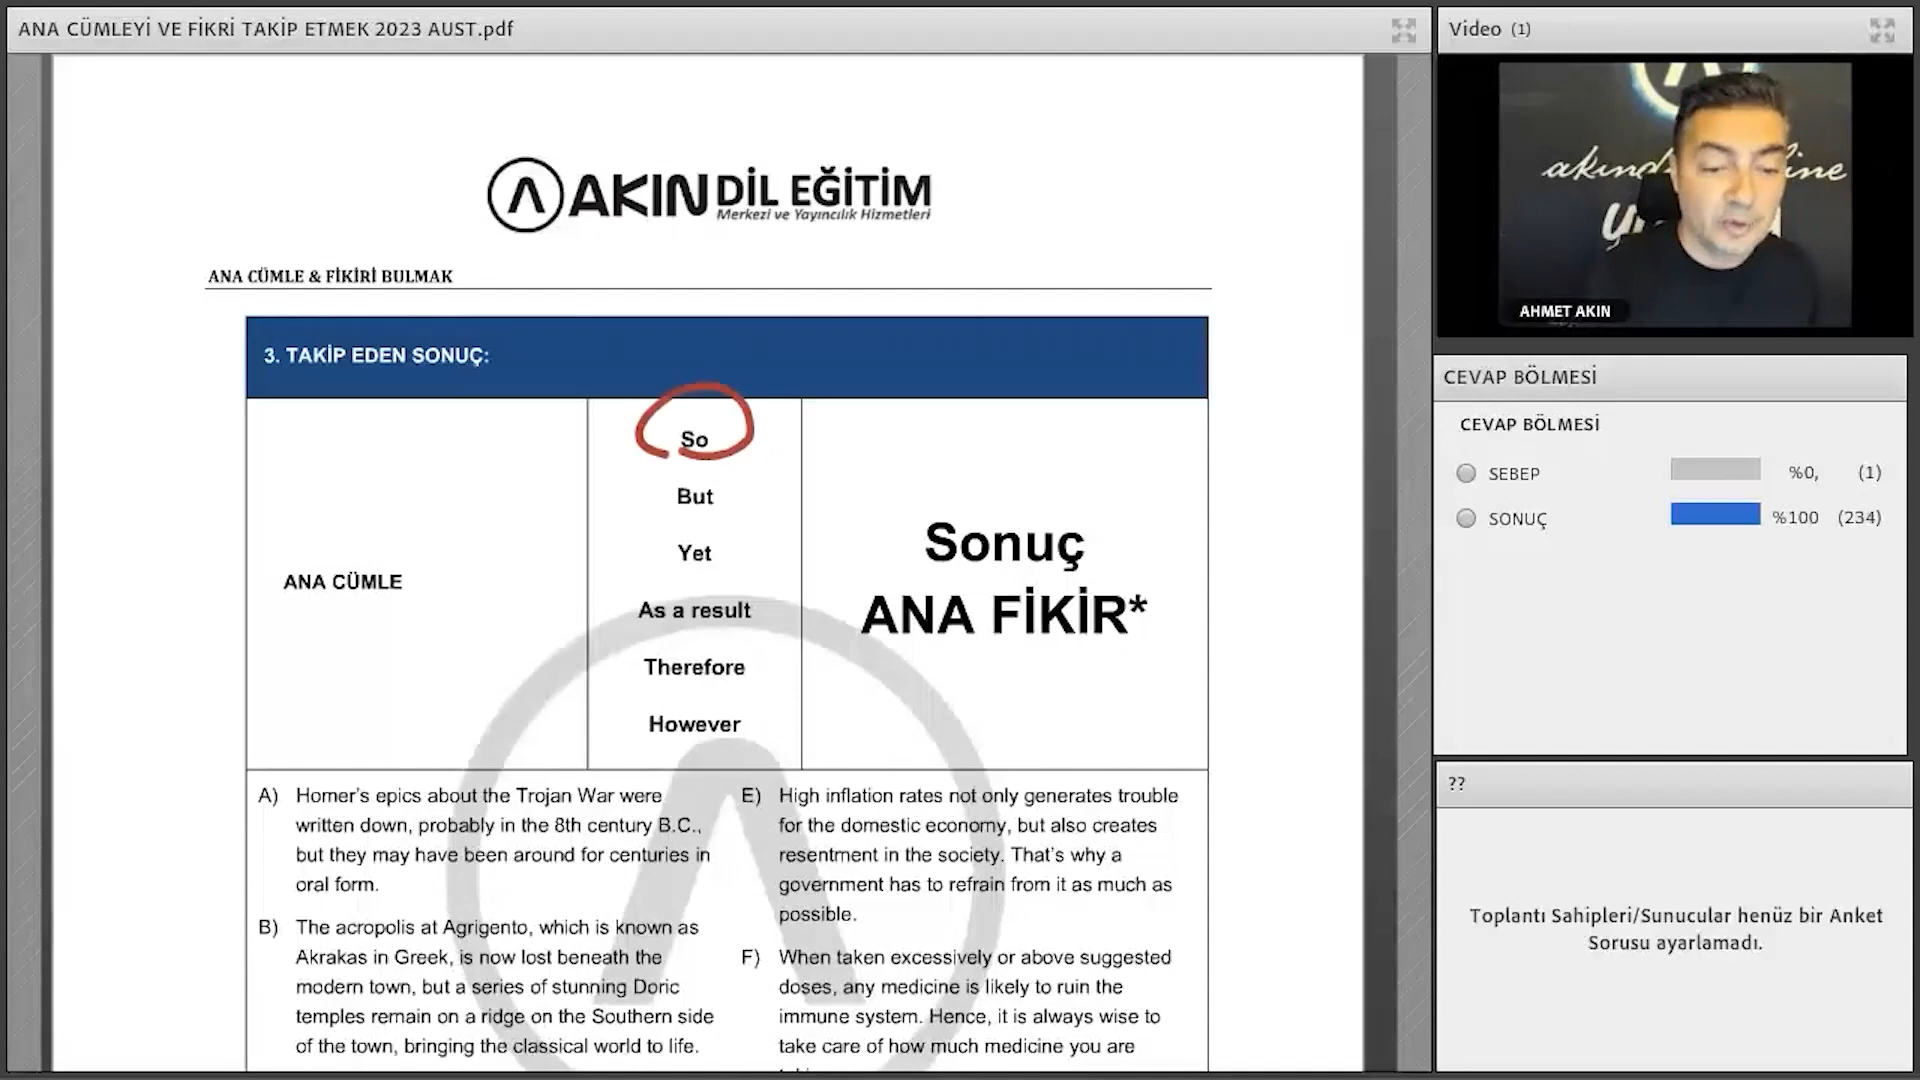 ANA CÜMLEYİ VE FİKRİ TAKİP ETMEK 2023 AUST.pdf
AKIN DİL EĞİTİM
Merkezi ve Yayıncılık Hizmetleri
ANA CÜMLE & FİKİRİ BULMAK
3. TAKİP EDEN SONUÇ:
ANA CÜMLE
So
But
Yet
As a result
Therefore
However
Sonuç
ANA FİKİR*
A) Homer's epics about the Trojan War were
written down, probably in the 8th century B.C.,
but they may have been around for centuries in
oral form.
B) The acropolis at Agrigento, which is known as
Akrakas in Greek, is now lost beneath the
modern town, but a series of stunning Doric
temples remain on a ridge on the Southern side
of the town, bringing the classical world to life.
E) High inflation rates not only generates trouble
for the domestic economy, but also creates
resentment in the society. That's why a
government has to refrain from it as much as
possible.
F) When taken excessively or above suggested
doses, any medicine is likely to ruin the
immune system. Hence, it is always wise to
take care of how much medicine you are
Video (1)
AHMET AKIN
CEVAP BÖLMESİ
CEVAP BÖLMESİ
SEBEP %0, (1)
SONUÇ %100 (234)
??
Toplantı Sahipleri/Sunucular henüz bir Anket
Sorusu ayarlamadı.